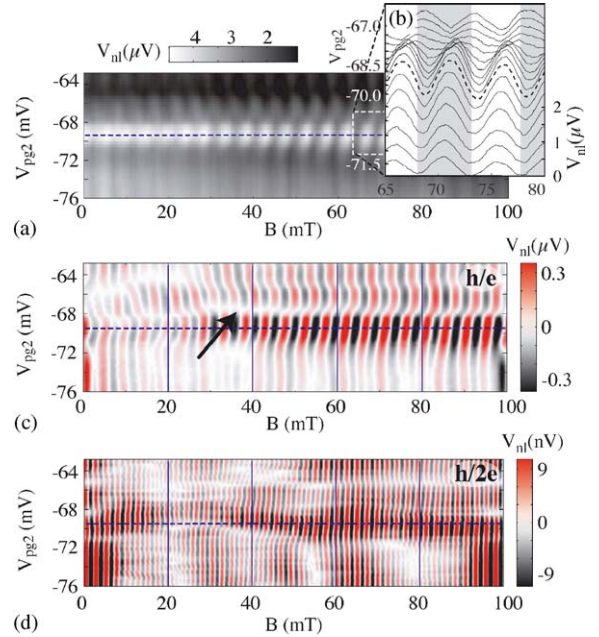 (b)
V_nl(μV)
4 3 2
V_pg2
-67.0
-68.5
-70.0
-71.5
2
1
0
V_nl(μV)
65 70 75 80
-64
-68
-72
-76
V_pg2 (mV)
0 20 40 60 100
(a)
B (mT)
V_nl(μV)
0.3
0
-0.3
h/e
-64
-68
-72
-76
V_pg2 (mV)
0 20 40 60 80 100
(c)
B (mT)
V_nl(nV)
9
0
-9
h/2e
-64
-68
-72
-76
V_pg2 (mV)
0 20 40 60 80 100
(d)
B (mT)